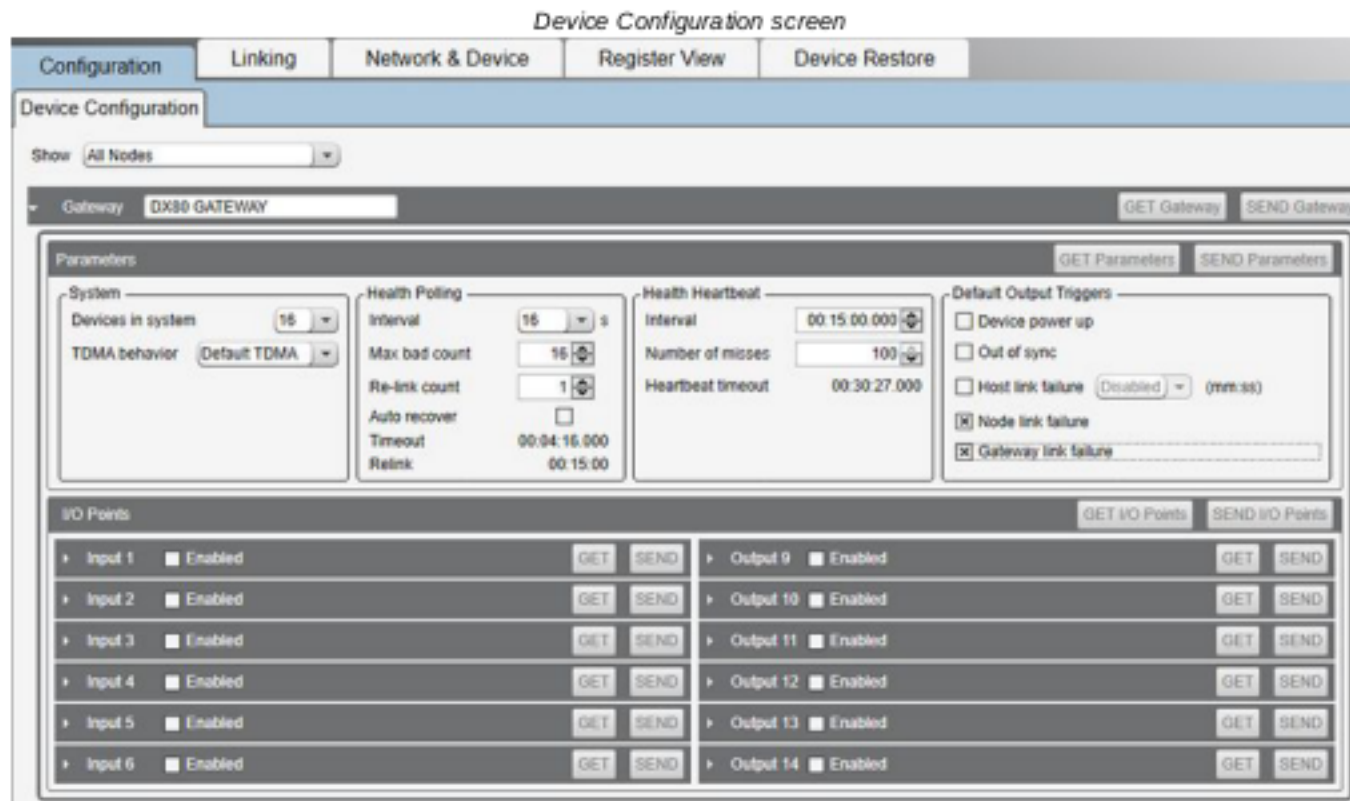 Device Configuration screen
Configuration Linking Network & Device Register View Device Restore
Device Configuration
Show All Nodes
Gateway DX80 GATEWAY GET Gateway SEND Gateway
Parameters GET Parameters SEND Parameters
System Health Polling Health Heartbeat Default Output Triggers
Devices in system 16 Interval 16 s Interval 00:15:00.000 Device power up
TDMA behavior Default TDMA Max bad count 16 Number of misses 100 Out of sync
Re-link count 1 Heartbeat timeout 00:30:27.000 Host link failure Disabled (mm:ss)
Auto recover Node link failure
Timeout 00:04:16.000 Gateway link failure
Relink 00:15:00
I/O Points GET I/O Points SEND I/O Points
Input 1 Enabled GET SEND Output 9 Enabled GET SEND
Input 2 Enabled GET SEND Output 10 Enabled GET SEND
Input 3 Enabled GET SEND Output 11 Enabled GET SEND
Input 4 Enabled GET SEND Output 12 Enabled GET SEND
Input 5 Enabled GET SEND Output 13 Enabled GET SEND
Input 6 Enabled GET SEND Output 14 Enabled GET SEND